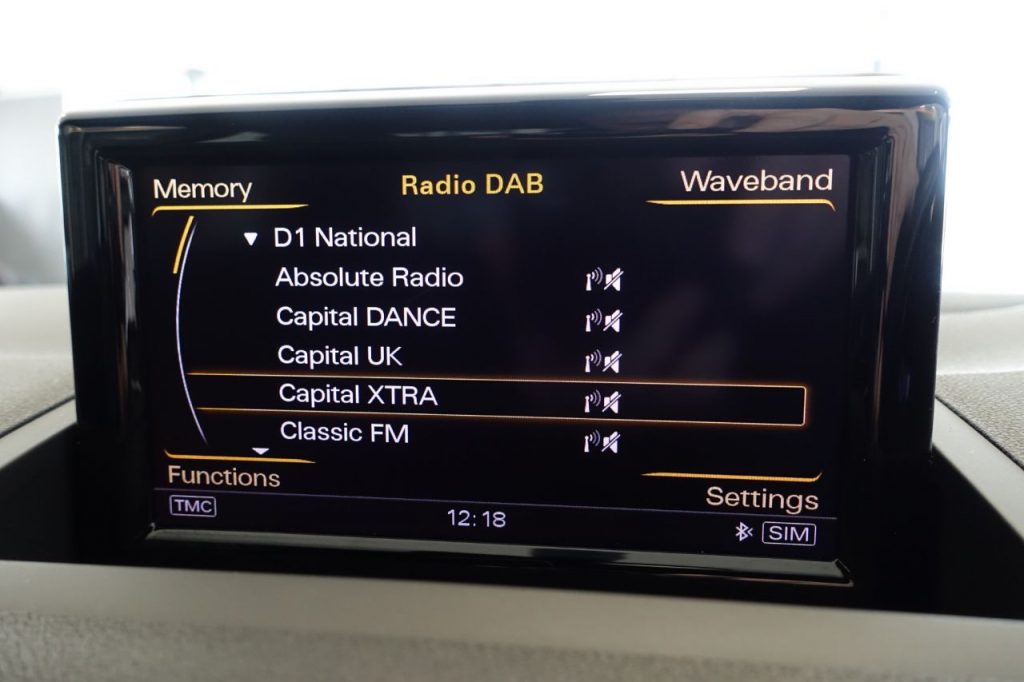 Memory
Radio DAB
Waveband
D1 National
Absolute Radio
Capital DANCE
Capital UK
Capital XTRA
Classic FM
Functions
Settings
TMC
12:18
SIM